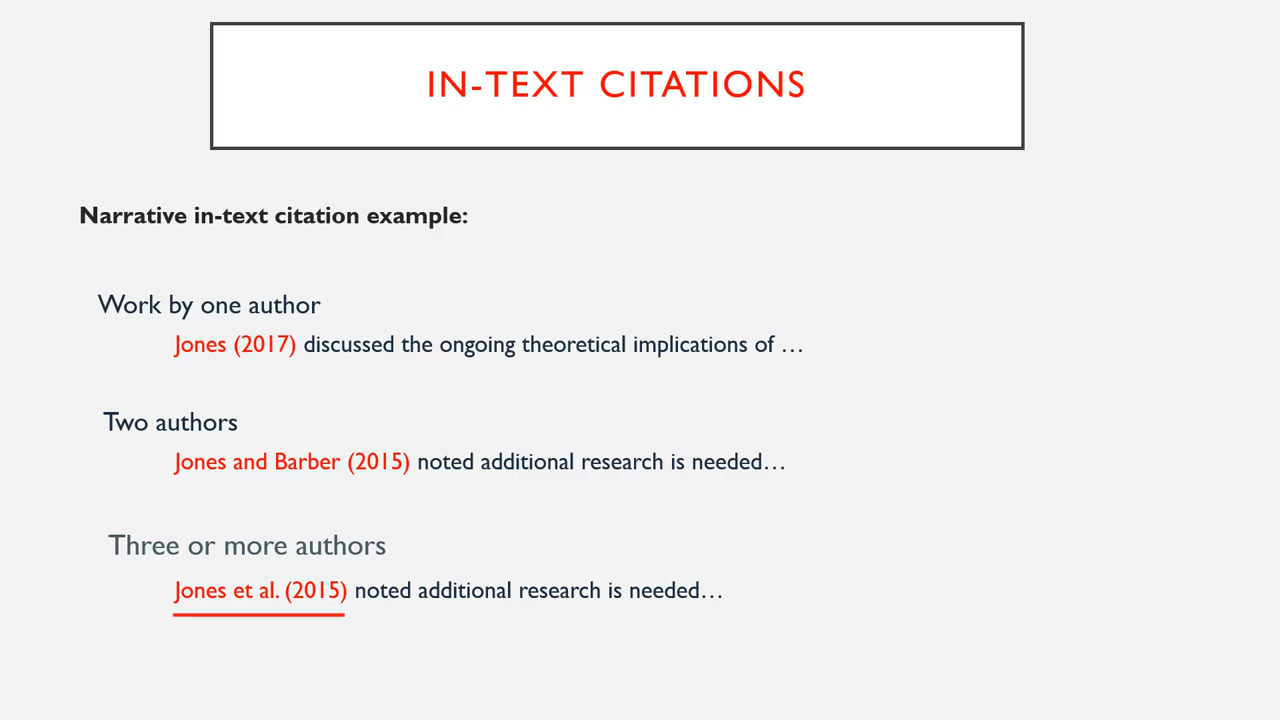 IN-TEXT CITATIONS
Narrative in-text citation example:
Work by one author
Jones (2017) discussed the ongoing theoretical implications of …
Two authors
Jones and Barber (2015) noted additional research is needed…
Three or more authors
Jones et al. (2015) noted additional research is needed…